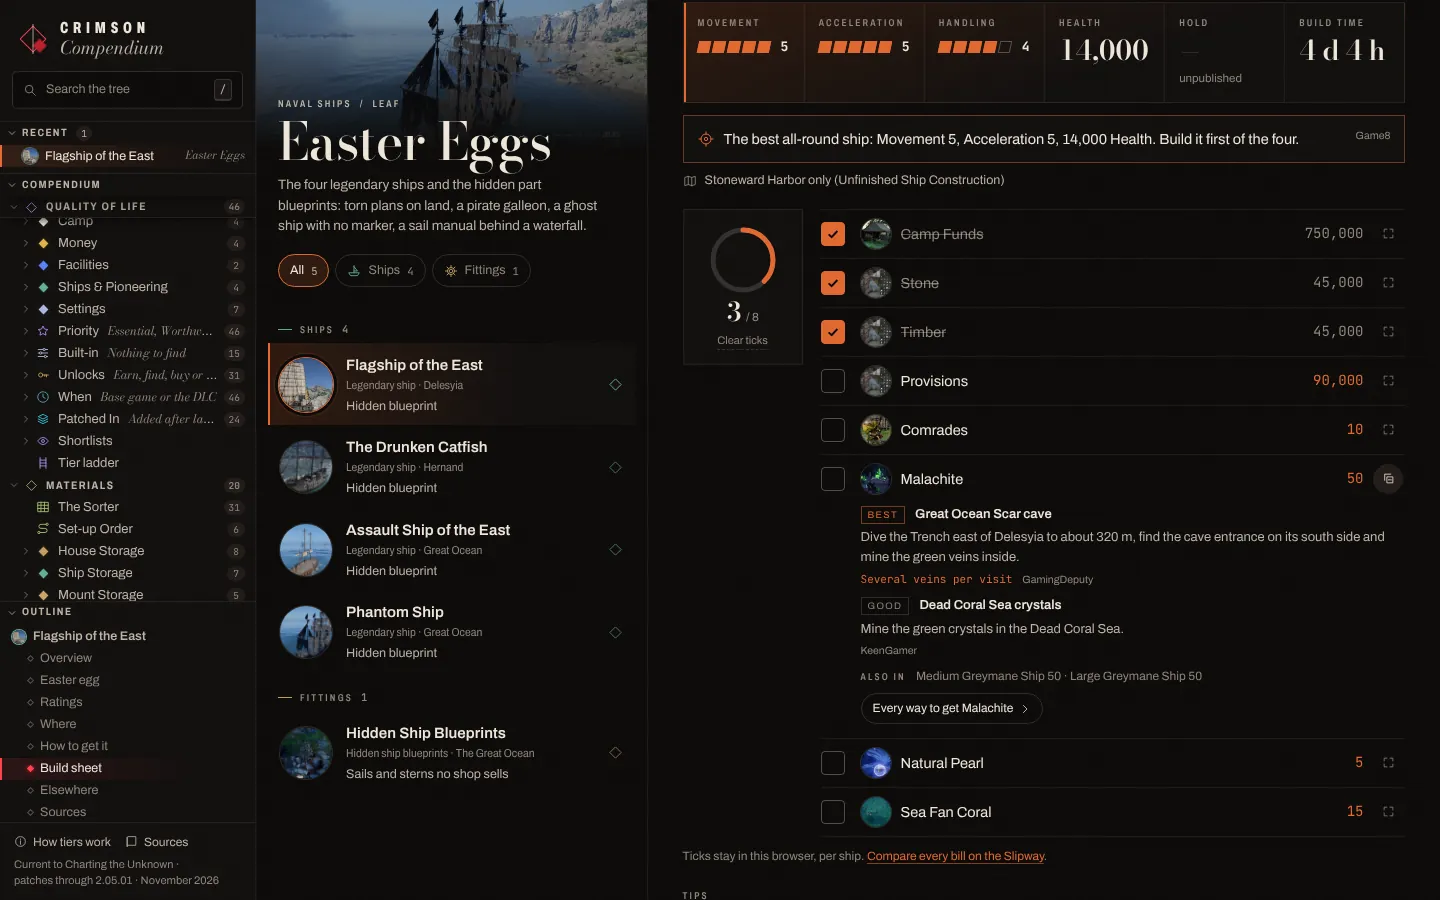 CRIMSON
Compendium
Search the tree
/
RECENT 1
Flagship of the East Easter Eggs
COMPENDIUM
QUALITY OF LIFE 46
Camp 4
Money 4
Facilities 2
Ships & Pioneering 4
Settings 7
Priority Essential, Worthw... 46
Built-in Nothing to find 15
Unlocks Earn, find, buy or ... 31
When Base game or the DLC 46
Patched In Added after la... 24
Shortlists
Tier ladder
MATERIALS 20
The Sorter 31
Set-up Order 6
House Storage 8
Ship Storage 7
Mount Storage 5
OUTLINE
Flagship of the East
Overview
Easter egg
Ratings
Where
How to get it
Build sheet
Elsewhere
Sources
How tiers work Sources
Current to Charting the Unknown ·
patches through 2.05.01 · November 2026
NAVAL SHIPS / LEAF
Easter Eggs
The four legendary ships and the hidden part
blueprints: torn plans on land, a pirate galleon, a ghost
ship with no marker, a sail manual behind a waterfall.
All 5 Ships 4 Fittings 1
SHIPS 4
Flagship of the East
Legendary ship · Delesyia
Hidden blueprint
The Drunken Catfish
Legendary ship · Hernand
Hidden blueprint
Assault Ship of the East
Legendary ship · Great Ocean
Hidden blueprint
Phantom Ship
Legendary ship · Great Ocean
Hidden blueprint
FITTINGS 1
Hidden Ship Blueprints
Hidden ship blueprints · The Great Ocean
Sails and sterns no shop sells
MOVEMENT ACCELERATION HANDLING HEALTH HOLD BUILD TIME
5 5 4 14,000 — 4 d 4 h
unpublished
The best all-round ship: Movement 5, Acceleration 5, 14,000 Health. Build it first of the four. Game8
Stoneward Harbor only (Unfinished Ship Construction)
3 / 8
Clear ticks
Camp Funds 750,000
Stone 45,000
Timber 45,000
Provisions 90,000
Comrades 10
Malachite 50
BEST Great Ocean Scar cave
Dive the Trench east of Delesyia to about 320 m, find the cave entrance on its south side and
mine the green veins inside.
Several veins per visit GamingDeputy
GOOD Dead Coral Sea crystals
Mine the green crystals in the Dead Coral Sea.
KeenGamer
ALSO IN Medium Greymane Ship 50 · Large Greymane Ship 50
Every way to get Malachite
Natural Pearl 5
Sea Fan Coral 15
Ticks stay in this browser, per ship. Compare every bill on the Slipway.
TIPS